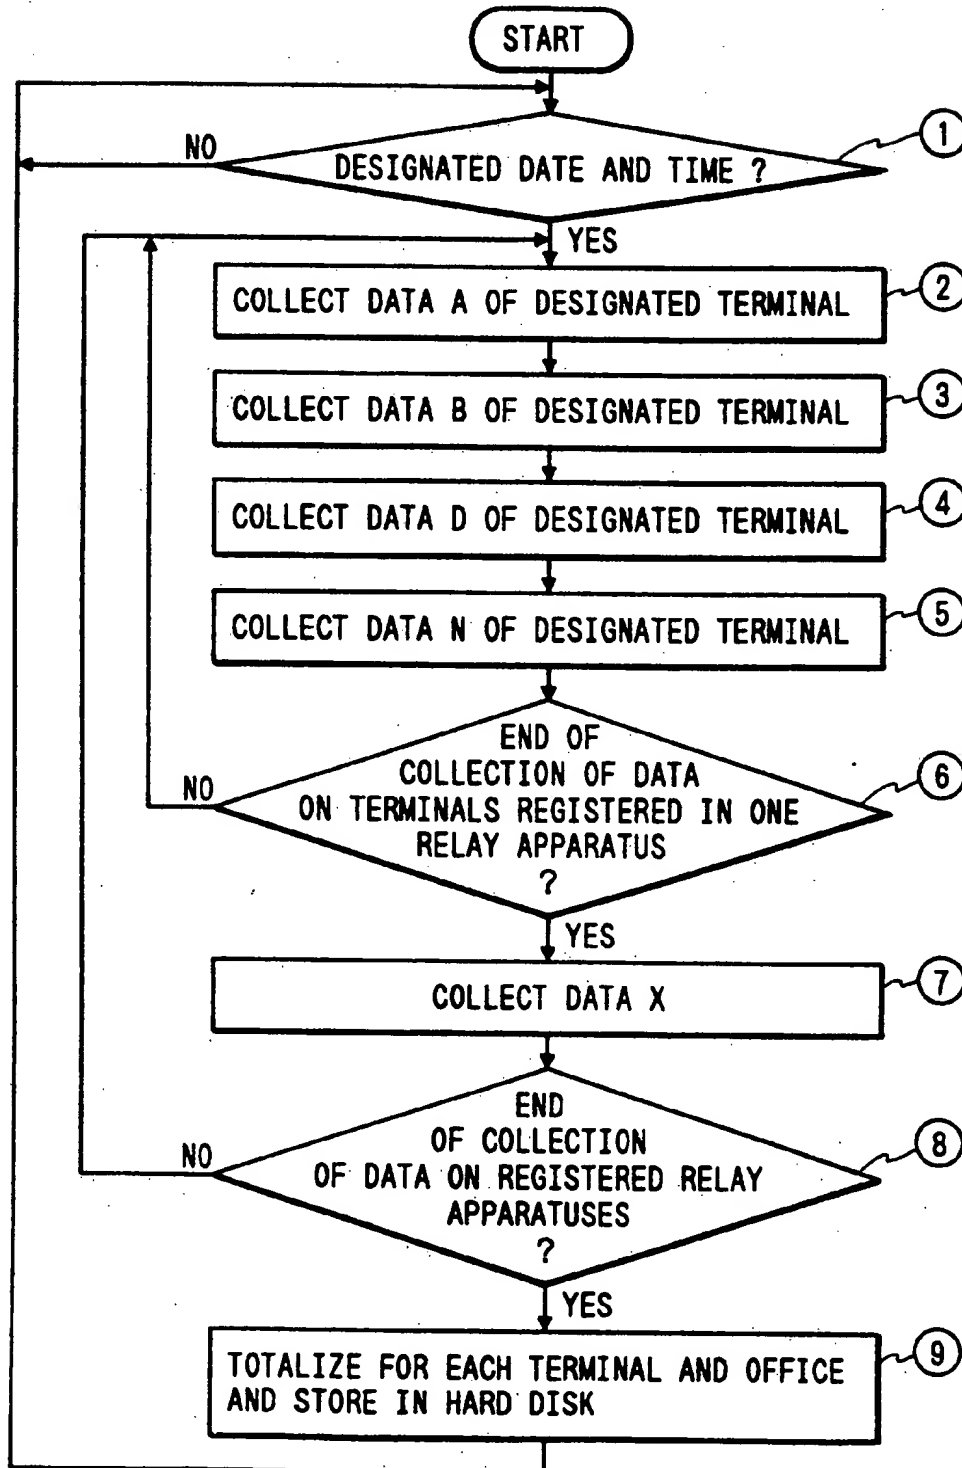 START
NO
DESIGNATED DATE AND TIME ?
1
YES
COLLECT DATA A OF DESIGNATED TERMINAL
2
COLLECT DATA B OF DESIGNATED TERMINAL
3
COLLECT DATA D OF DESIGNATED TERMINAL
4
COLLECT DATA N OF DESIGNATED TERMINAL
5
END OF
COLLECTION OF DATA
ON TERMINALS REGISTERED IN ONE
RELAY APPARATUS
?
NO
6
YES
COLLECT DATA X
7
END
OF COLLECTION
OF DATA ON REGISTERED RELAY
APPARATUSES
?
NO
8
YES
TOTALIZE FOR EACH TERMINAL AND OFFICE
AND STORE IN HARD DISK
9